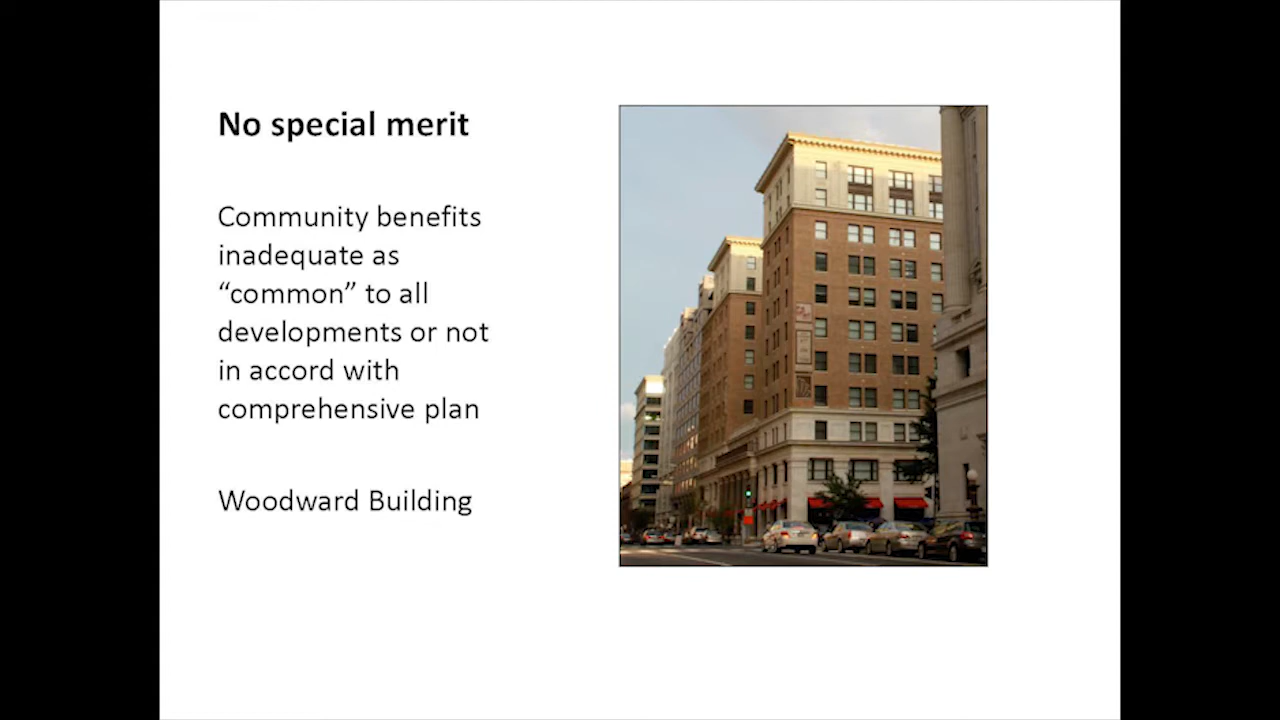 No special merit
Community benefits
inadequate as
“common” to all
developments or not
in accord with
comprehensive plan
Woodward Building